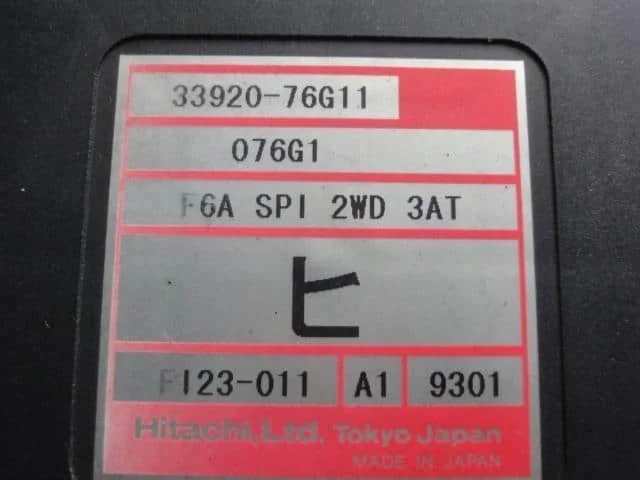 33920-76G11
076G1
F6A SPI 2WD 3AT
ヒ
F123-011 A1 9301
Hitachi, Ltd. Tokyo Japan
MADE IN JAPAN